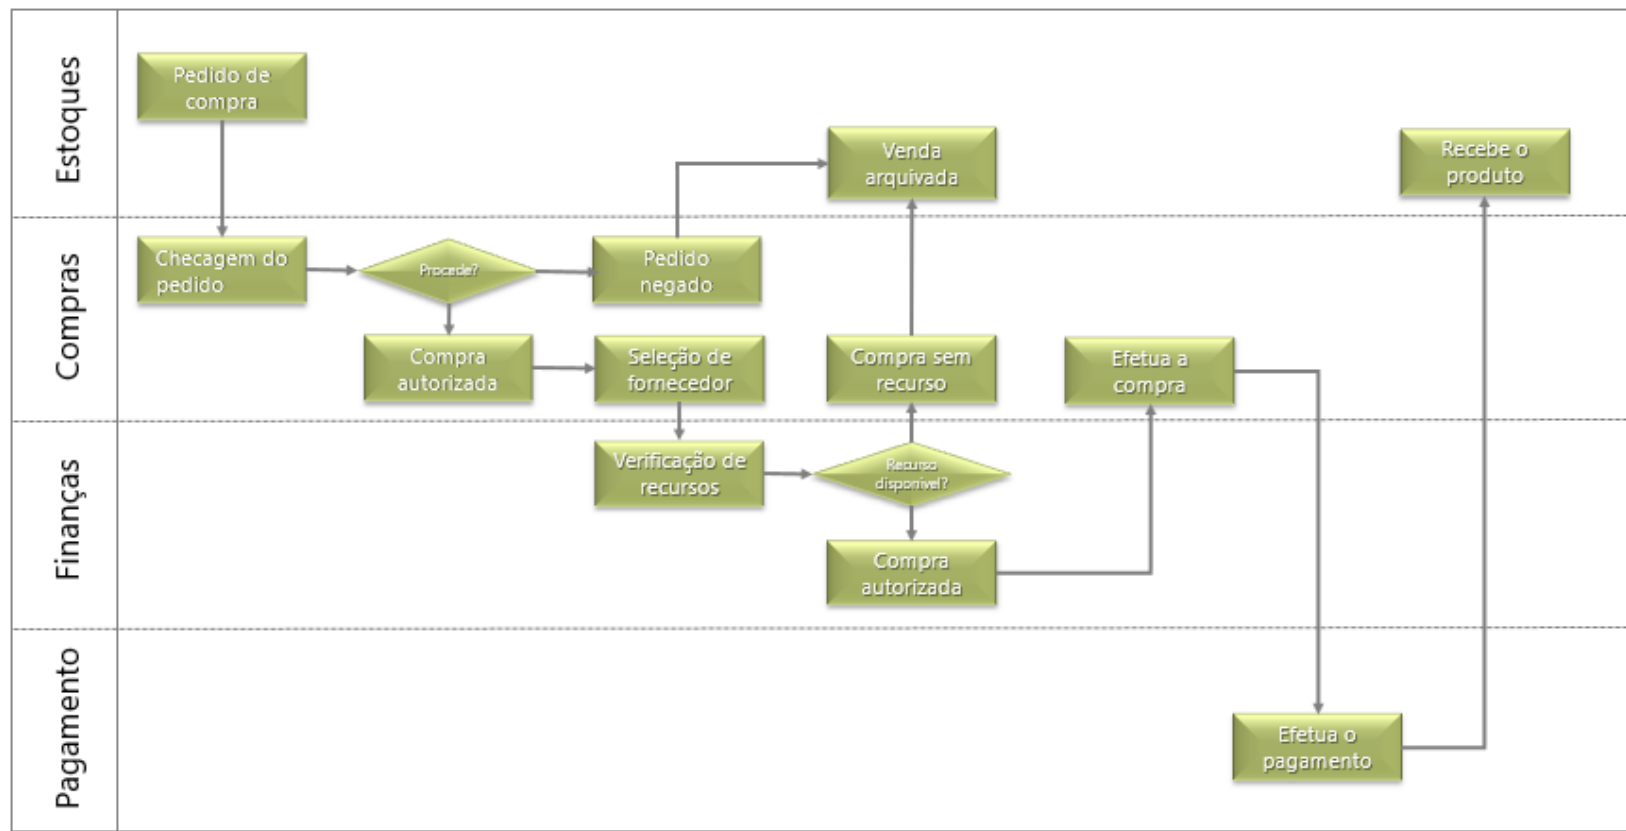 Estoques
Pedido de
compra
Venda
arquivada
Recebe o
produto
Compras
Checagem do
pedido
Procede?
Pedido
negado
Compra
autorizada
Seleção de
fornecedor
Compra sem
recurso
Efetua a
compra
Finanças
Verificação de
recursos
Recurso
disponível?
Compra
autorizada
Pagamento
Efetua o
pagamento